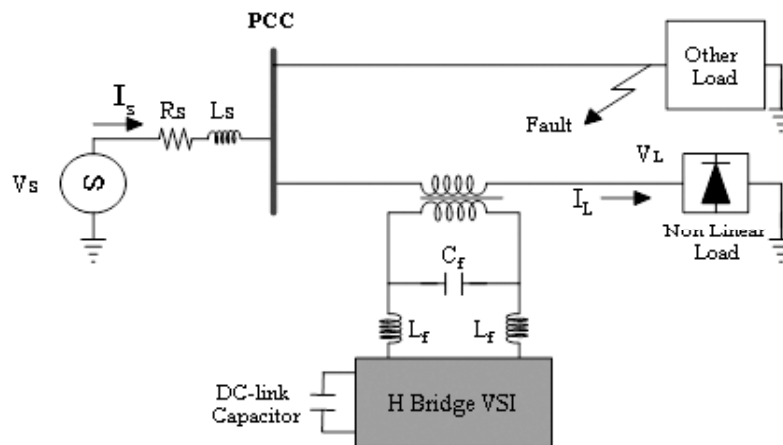 PCC
Other
Load
Is
Rs
Ls
Fault
Vs
VL
IL
Non Linear
Load
Cf
Lf
Lf
DC-link
Capacitor
H Bridge VSI